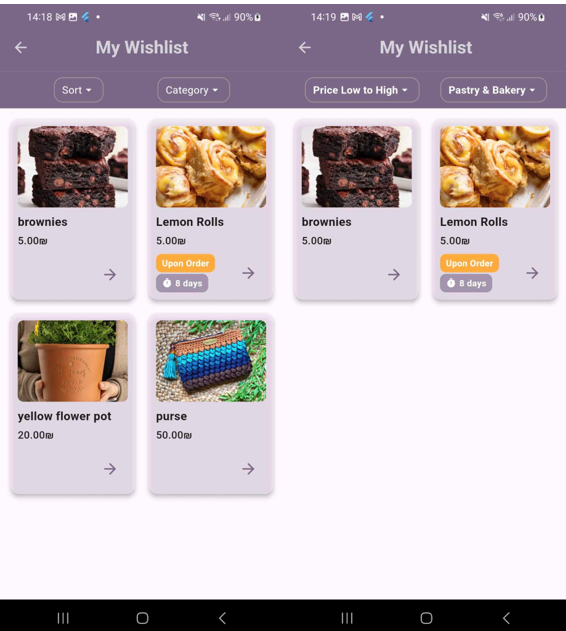 14:18
90%
My Wishlist
Sort
Category
brownies
5.00₪
Lemon Rolls
5.00₪
Upon Order
8 days
yellow flower pot
20.00₪
purse
50.00₪
14:19
90%
My Wishlist
Price Low to High
Pastry & Bakery
brownies
5.00₪
Lemon Rolls
5.00₪
Upon Order
8 days